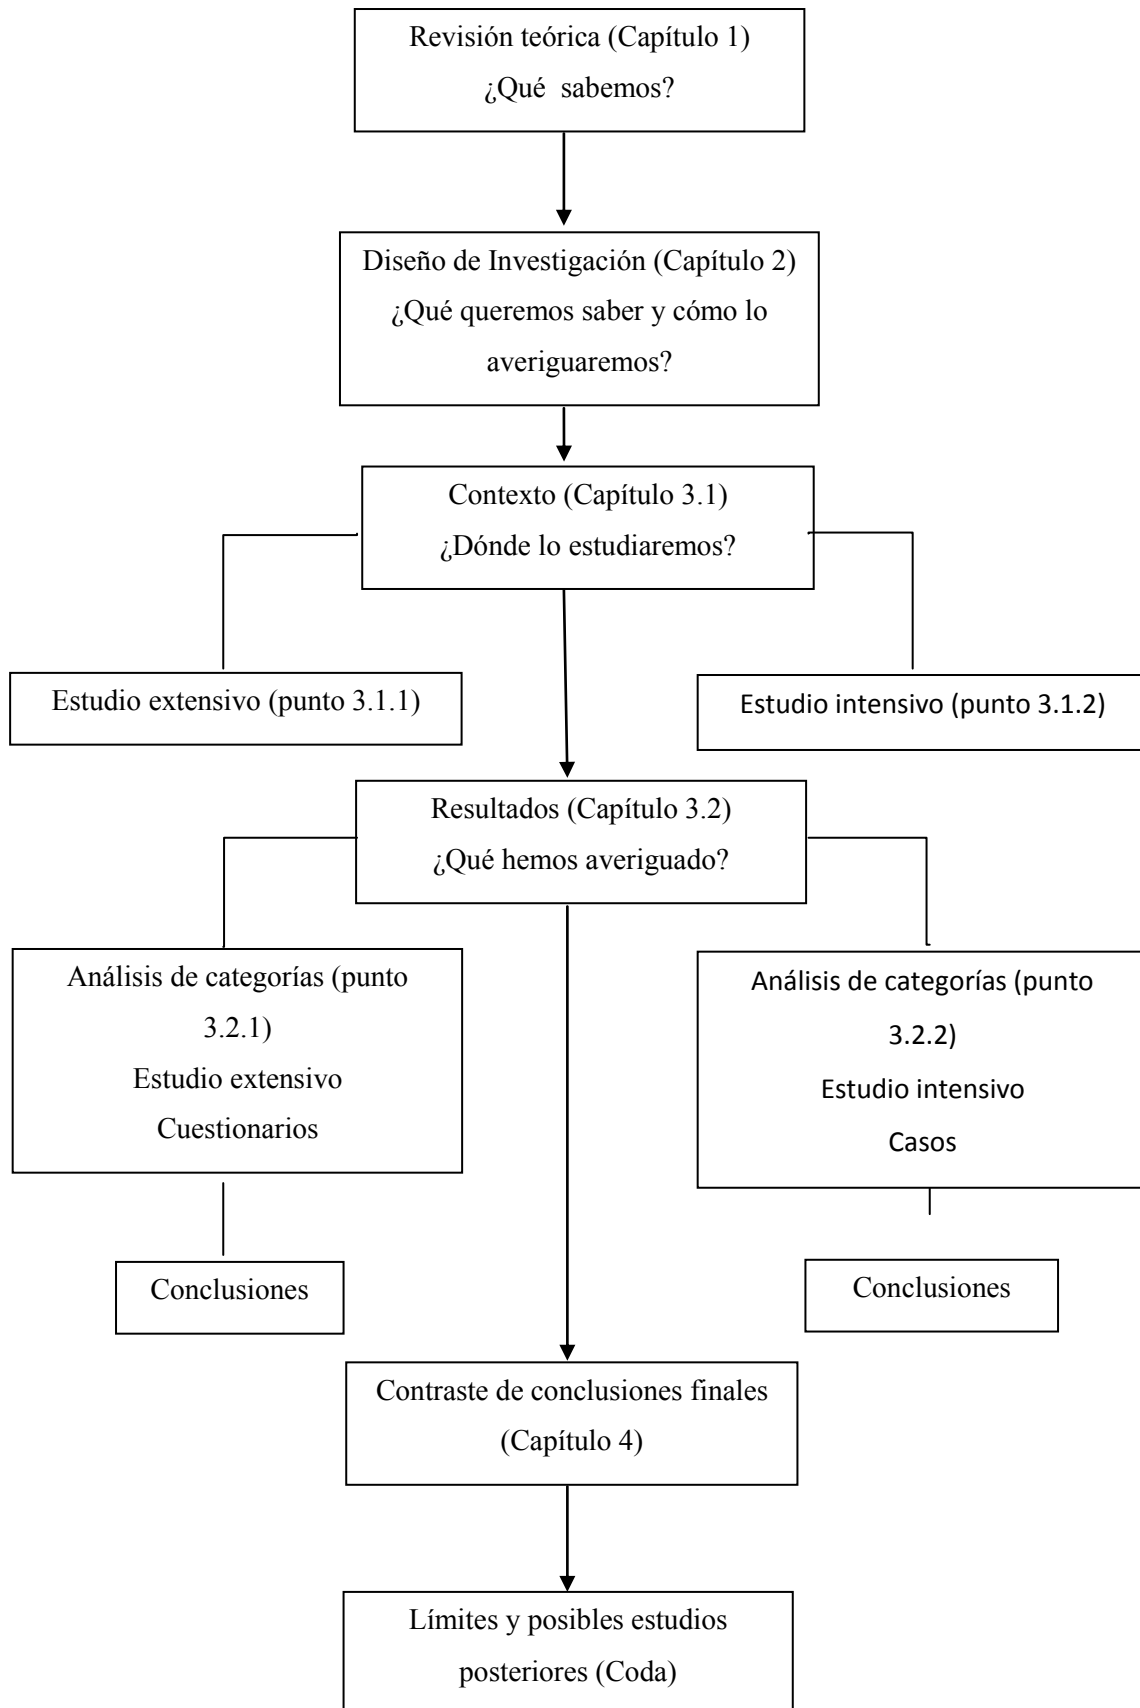 Revisión teórica (Capítulo 1)
¿Qué sabemos?
Diseño de Investigación (Capítulo 2)
¿Qué queremos saber y cómo lo
averiguaremos?
Contexto (Capítulo 3.1)
¿Dónde lo estudiaremos?
Estudio extensivo (punto 3.1.1)
Estudio intensivo (punto 3.1.2)
Resultados (Capítulo 3.2)
¿Qué hemos averiguado?
Análisis de categorías (punto
3.2.1)
Estudio extensivo
Cuestionarios
Análisis de categorías (punto
3.2.2)
Estudio intensivo
Casos
Conclusiones
Conclusiones
Contraste de conclusiones finales
(Capítulo 4)
Límites y posibles estudios
posteriores (Coda)